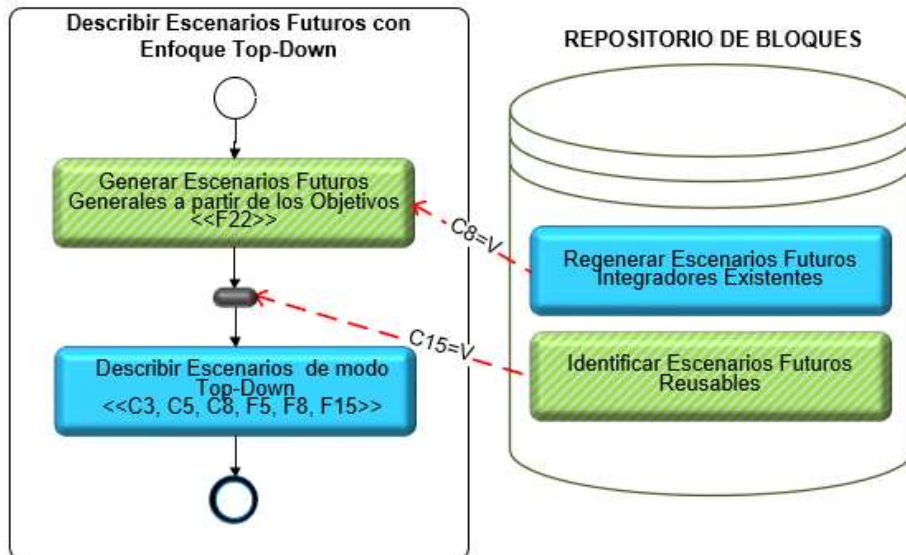 Describir Escenarios Futuros con
Enfoque Top-Down
Generar Escenarios Futuros
Generales a partir de los Objetivos
<<F22>>
Describir Escenarios de modo
Top-Down
<<C3, C5, C8, F5, F8, F15>>
C8=V
C15=V
REPOSITORIO DE BLOQUES
Regenerar Escenarios Futuros
Integradores Existentes
Identificar Escenarios Futuros
Reusables